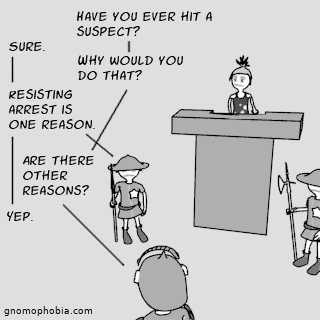 HAVE YOU EVER HIT A
SUSPECT?
SURE.
WHY WOULD YOU
DO THAT?
RESISTING
ARREST IS
ONE REASON.
ARE THERE
OTHER
REASONS?
YEP.
gnomophobia.com